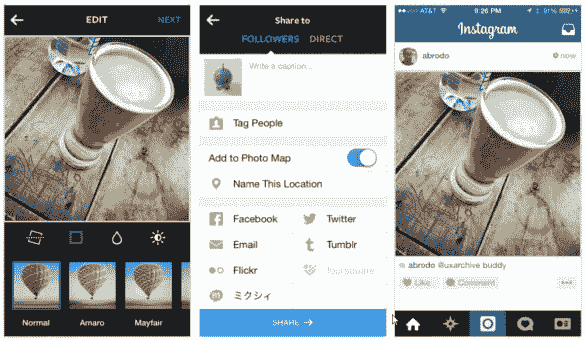 EDIT
NEXT
Normal
Amaro
Mayfair
Share to
FOLLOWERS
DIRECT
Write a caption...
Tag People
Add to Photo Map
Name This Location
Facebook
Twitter
Email
Tumblr
Flickr
foursquare
ミクシィ
SHARE
AT&T
8:26 PM
Instagram
abrodo
now
abrodo @uxarchive buddy
Like
Comment